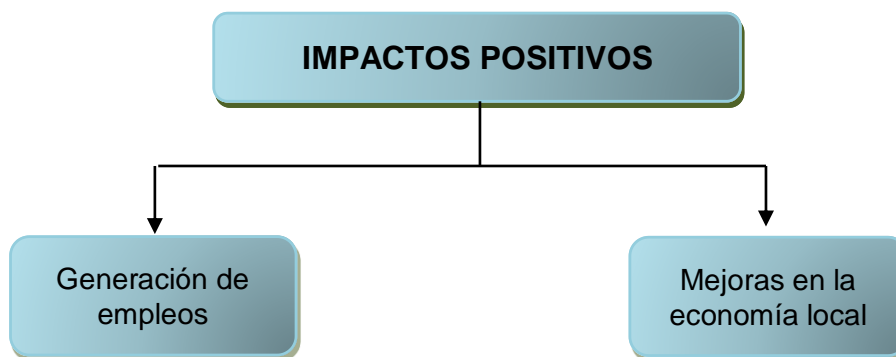 IMPACTOS POSITIVOS
Generación de
empleos
Mejoras en la
economía local